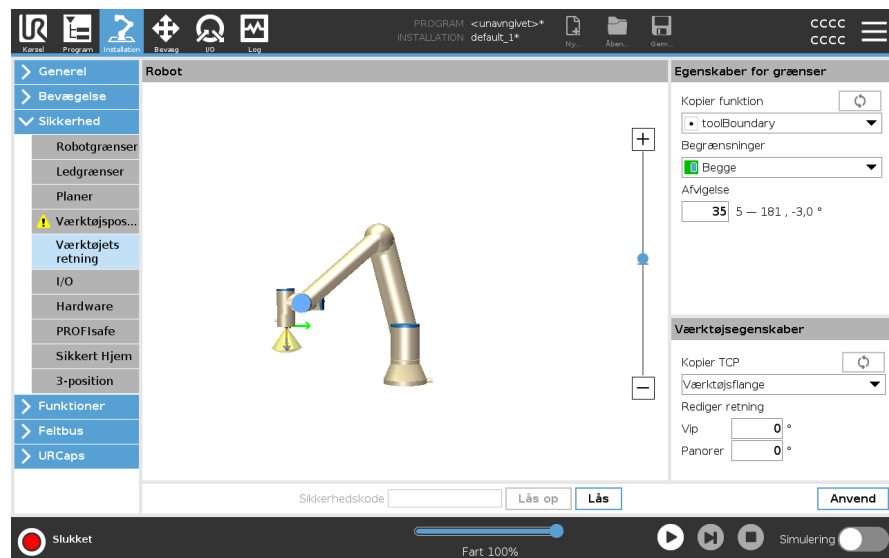 PROGRAM <unavngivet>*
INSTALLATION default_1*
Kørsel Program Installation Bevæg I/O Log
Ny... Åben... Gem...
CCCC
CCCC
Generel
Bevægelse
Sikkerhed
Robotgrænser
Ledgrænser
Planer
Værktøjspos...
Værktøjets
retning
I/O
Hardware
PROFIsafe
Sikkert Hjem
3-position
Funktioner
Feltbus
URCaps
Robot
Egenskaber for grænser
Kopier funktion
toolBoundary
Begrænsninger
Begge
Afvigelse
35 5 — 181 , -3,0 °
Værktøjsegenskaber
Kopier TCP
Værktøjsflange
Rediger retning
Vip 0 °
Panorer 0 °
Sikkerhedskode Lås op Lås Anvend
Slukket
Fart 100%
Simulering